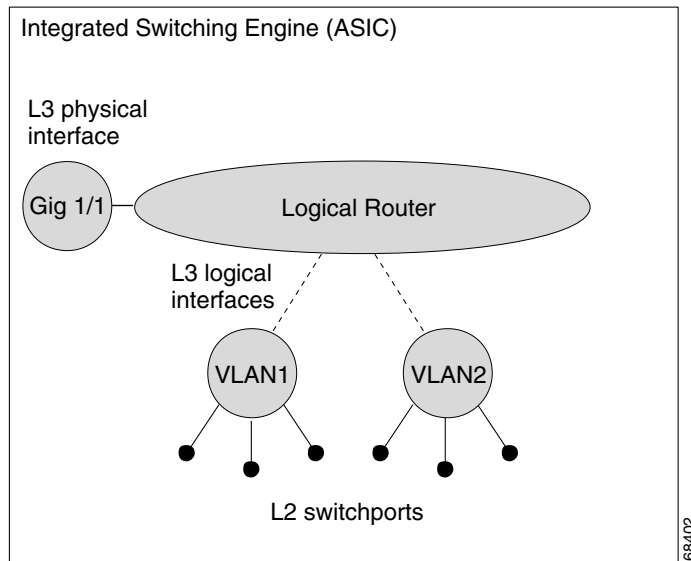 Integrated Switching Engine (ASIC)
L3 physical
interface
Gig 1/1
Logical Router
L3 logical
interfaces
VLAN1
VLAN2
L2 switchports
68402